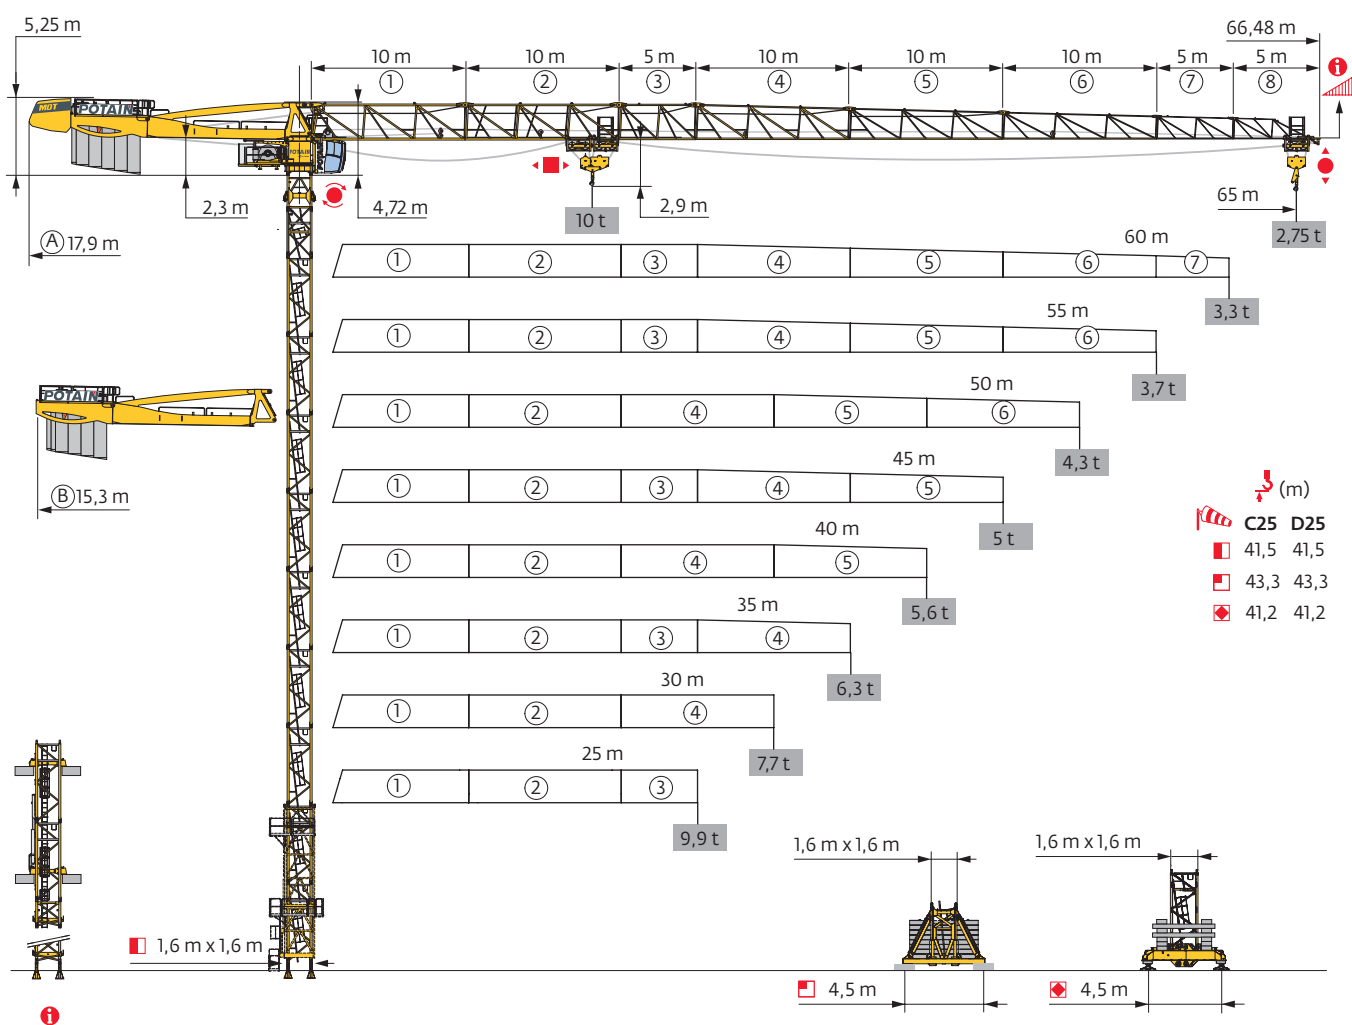 5,25 m
66,48 m
10 m
10 m
5 m
10 m
10 m
10 m
5 m
5 m
1
2
3
4
5
6
7
8
i
MDT
POTAIN
POTAIN
2,3 m
4,72 m
2,9 m
65 m
10 t
2,75 t
A 17,9 m
60 m
1 2 3 4 5 6 7
3,3 t
55 m
1 2 3 4 5 6
3,7 t
50 m
1 2 4 5 6
4,3 t
POTAIN
B 15,3 m
45 m
1 2 3 4 5
5 t
(m)
C25 D25
41,5 41,5
43,3 43,3
41,2 41,2
40 m
1 2 4 5
5,6 t
35 m
1 2 3 4
6,3 t
30 m
1 2 4
7,7 t
25 m
1 2 3
9,9 t
1,6 m x 1,6 m
1,6 m x 1,6 m
1,6 m x 1,6 m
4,5 m
4,5 m
i